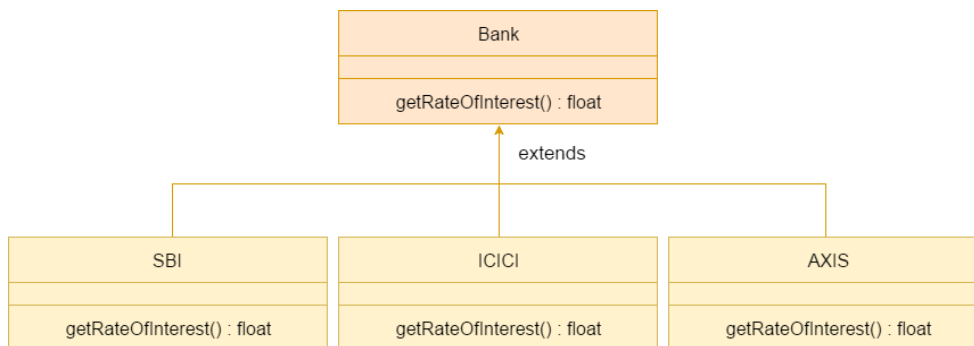 Bank
getRateOfInterest() : float
extends
SBI
ICICI
AXIS
getRateOfInterest() : float
getRateOfInterest() : float
getRateOfInterest() : float